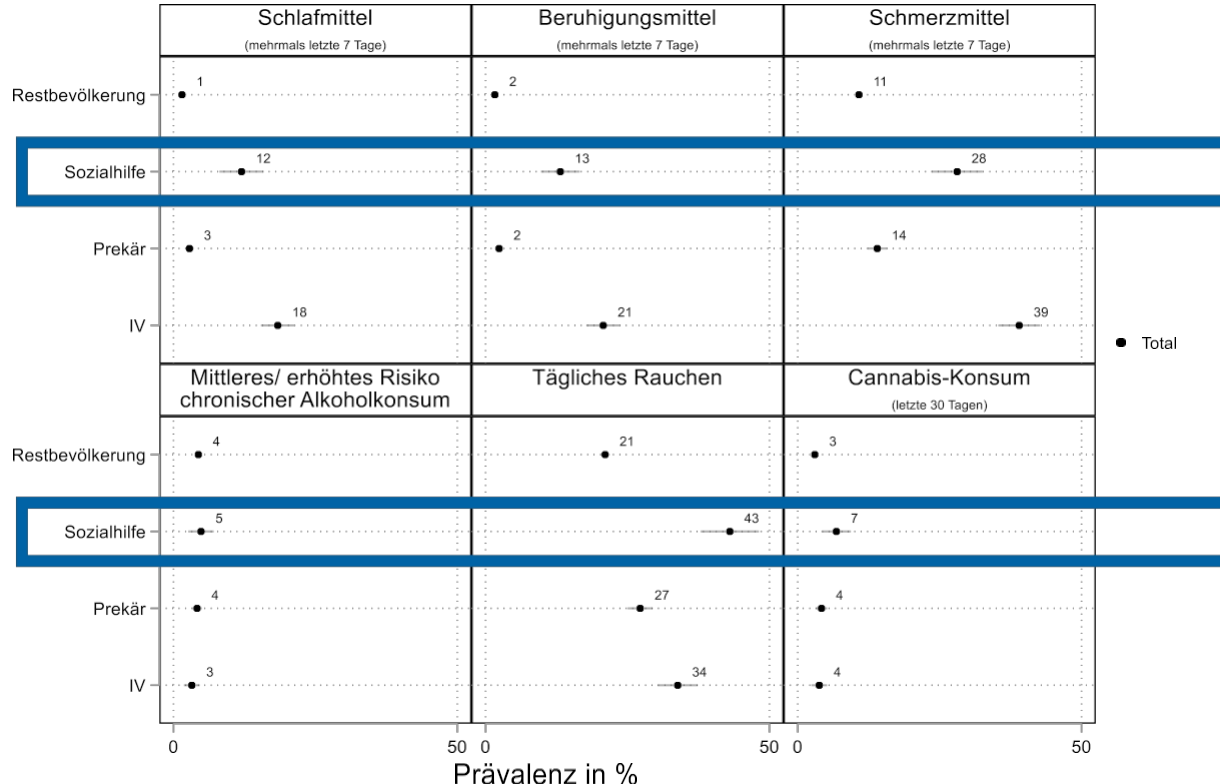 Schlafmittel Beruhigungsmittel Schmerzmittel
(mehrmals letzte 7 Tage) (mehrmals letzte 7 Tage) (mehrmals letzte 7 Tage)
Restbevölkerung 1 2 11
Sozialhilfe 12 13 28
Prekär 3 2 14
IV 18 21 39
Total
Mittleres/ erhöhtes Risiko Tägliches Rauchen Cannabis-Konsum
chronischer Alkoholkonsum (letzte 30 Tagen)
Restbevölkerung 4 21 3
Sozialhilfe 5 43 7
Prekär 4 27 4
IV 3 34 4
0 50 0 50 0 50
Prävalenz in %